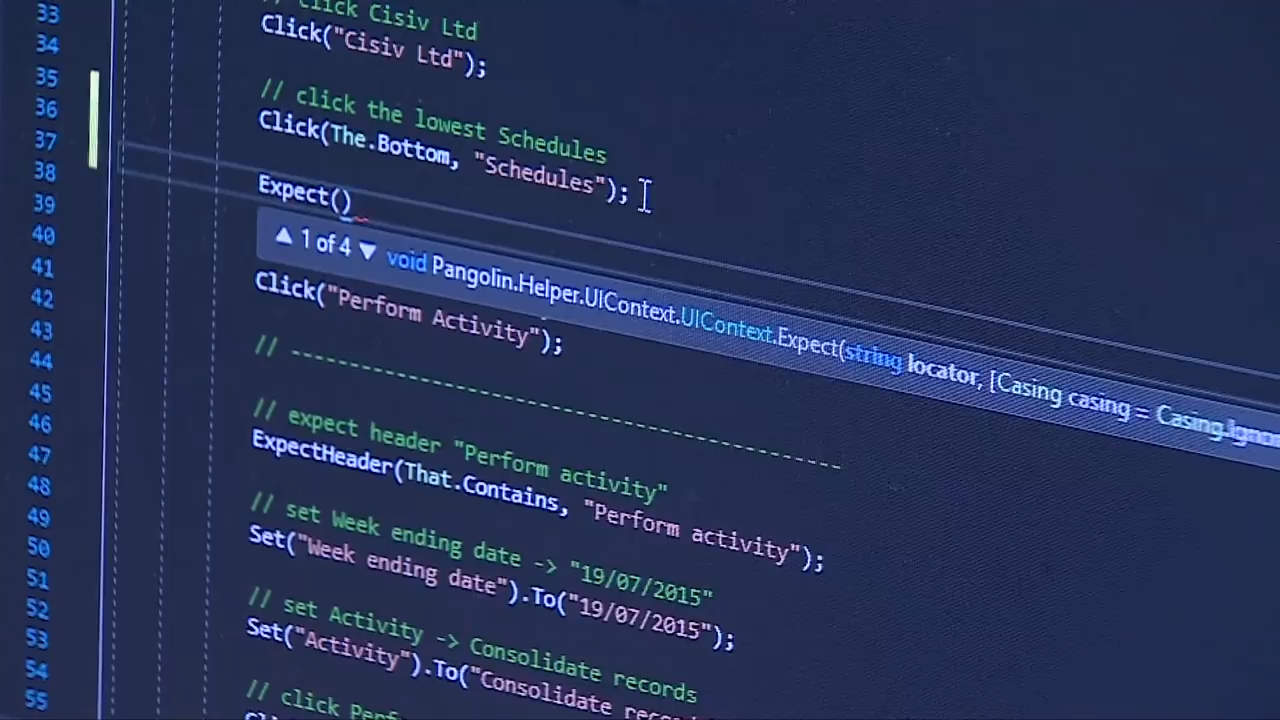 33
34
35
36
37
38
39
40
41
42
43
44
45
46
47
48
49
50
51
52
53
54
55
// click Cisiv Ltd
Click("Cisiv Ltd");
// click the lowest Schedules
Click(The.Bottom, "Schedules");
Expect()
▲ 1 of 4 ▼ void Pangolin.Helper.UIContext.UIContext.Expect(string locator, [Casing casing = Casing.Ignor
Click("Perform Activity");
// ----------------------------------------------
// expect header "Perform activity"
ExpectHeader(That.Contains, "Perform activity");
// set Week ending date -> "19/07/2015"
Set("Week ending date").To("19/07/2015");
// set Activity -> Consolidate records
Set("Activity").To("Consolidate
// click